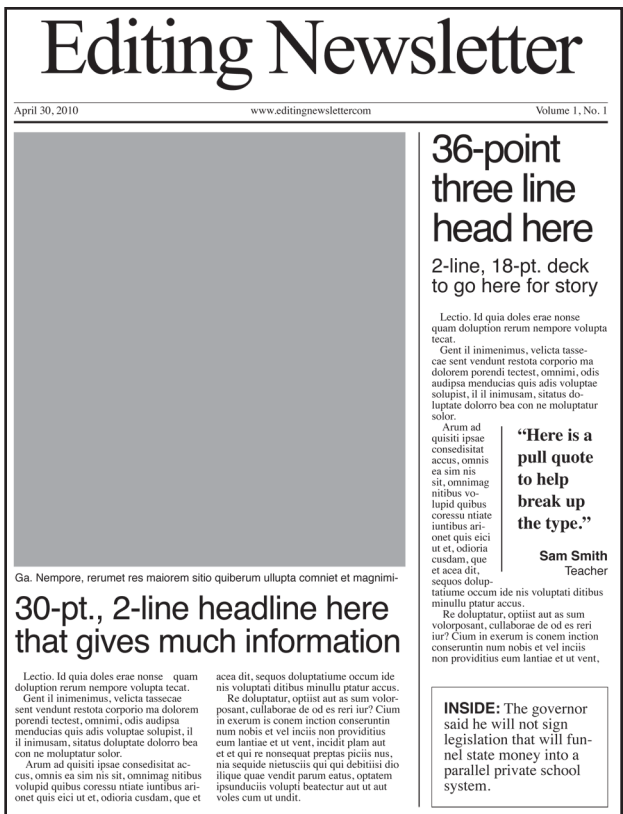 Editing Newsletter
April 30, 2010 www.editingnewslettercom Volume 1, No. 1
Ga. Nempore, rerumet res maiorem sitio quiberum ullupta comniet et magnimi-
30-pt., 2-line headline here
that gives much information
Lectio. Id quia doles erae nonse quam
doluption rerum nempore volupta tecat.
Gent il inimenimus, velicta tassecae
sent vendunt restota corporio ma dolorem
porendi tectest, omnimi, odis audipsa
menducias quis adis voluptae solupist, il
il inimusam, sitatus doluptate dolorro bea
con ne moluptatur solor.
Arum ad quisiti ipsae consedisitat ac-
cus, omnis ea sim nis sit, omnimag nitibus
volupid quibus coressu ntiate iuntibus ari-
onet quis eici ut et, odioria cusdam, que et
acea dit, sequos doluptatiume occum ide
nis voluptati ditibus minullu ptatur accus.
Re doluptatur, optiist aut as sum volor-
posant, cullaborae de od es reri iur? Cium
in exerum is conem inction conseruntin
num nobis et vel inciis non providitius
eum lantiae et ut vent, incidit plam aut
et et qui re nonsequat preptas piciis nus,
nia sequide nietusciis qui qui debitiisi dio
ilique quae vendit parum eatus, optatem
ipsunduciis volupti beatectur aut ut aut
voles cum ut undit.
36-point
three line
head here
2-line, 18-pt. deck
to go here for story
Lectio. Id quia doles erae nonse
quam doluption rerum nempore volupta
tecat.
Gent il inimenimus, velicta tasse-
cae sent vendunt restota corporio ma
dolorem porendi tectest, omnimi, odis
audipsa menducias quis adis voluptae
solupist, il il inimusam, sitatus do-
luptate dolorro bea con ne moluptatur
solor.
Arum ad
quisiti ipsae
consedisitat
accus, omnis
ea sim nis
sit, omnimag
nitibus vo-
lupid quibus
coressu ntiate
iuntibus ari-
onet quis eici
ut et, odioria
cusdam, que
et acea dit,
sequos dolup-
tatiume occum ide nis voluptati ditibus
minullu ptatur accus.
Re doluptatur, optiist aut as sum
volorposant, cullaborae de od es reri
iur? Cium in exerum is conem inction
conseruntin num nobis et vel inciis
non providitius eum lantiae et ut vent,
“Here is a
pull quote
to help
break up
the type.”
Sam Smith
Teacher
INSIDE: The governor
said he will not sign
legislation that will fun-
nel state money into a
parallel private school
system.